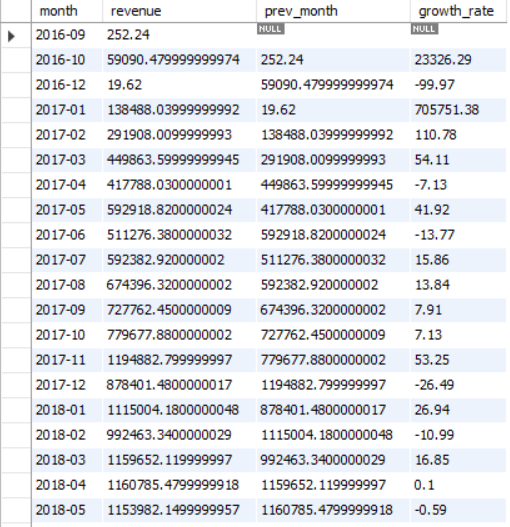 month revenue prev_month growth_rate
2016-09 252.24 NULL NULL
2016-10 59090.479999999974 252.24 23326.29
2016-12 19.62 59090.479999999974 -99.97
2017-01 138488.03999999992 19.62 705751.38
2017-02 291908.0099999993 138488.03999999992 110.78
2017-03 449863.59999999945 291908.0099999993 54.11
2017-04 417788.0300000001 449863.59999999945 -7.13
2017-05 592918.8200000024 417788.0300000001 41.92
2017-06 511276.3800000032 592918.8200000024 -13.77
2017-07 592382.920000002 511276.3800000032 15.86
2017-08 674396.3200000002 592382.920000002 13.84
2017-09 727762.4500000009 674396.3200000002 7.91
2017-10 779677.8800000002 727762.4500000009 7.13
2017-11 1194882.799999997 779677.8800000002 53.25
2017-12 878401.4800000017 1194882.799999997 -26.49
2018-01 1115004.1800000048 878401.4800000017 26.94
2018-02 992463.3400000029 1115004.1800000048 -10.99
2018-03 1159652.119999997 992463.3400000029 16.85
2018-04 1160785.4799999918 1159652.119999997 0.1
2018-05 1153982.1499999957 1160785.4799999918 -0.59